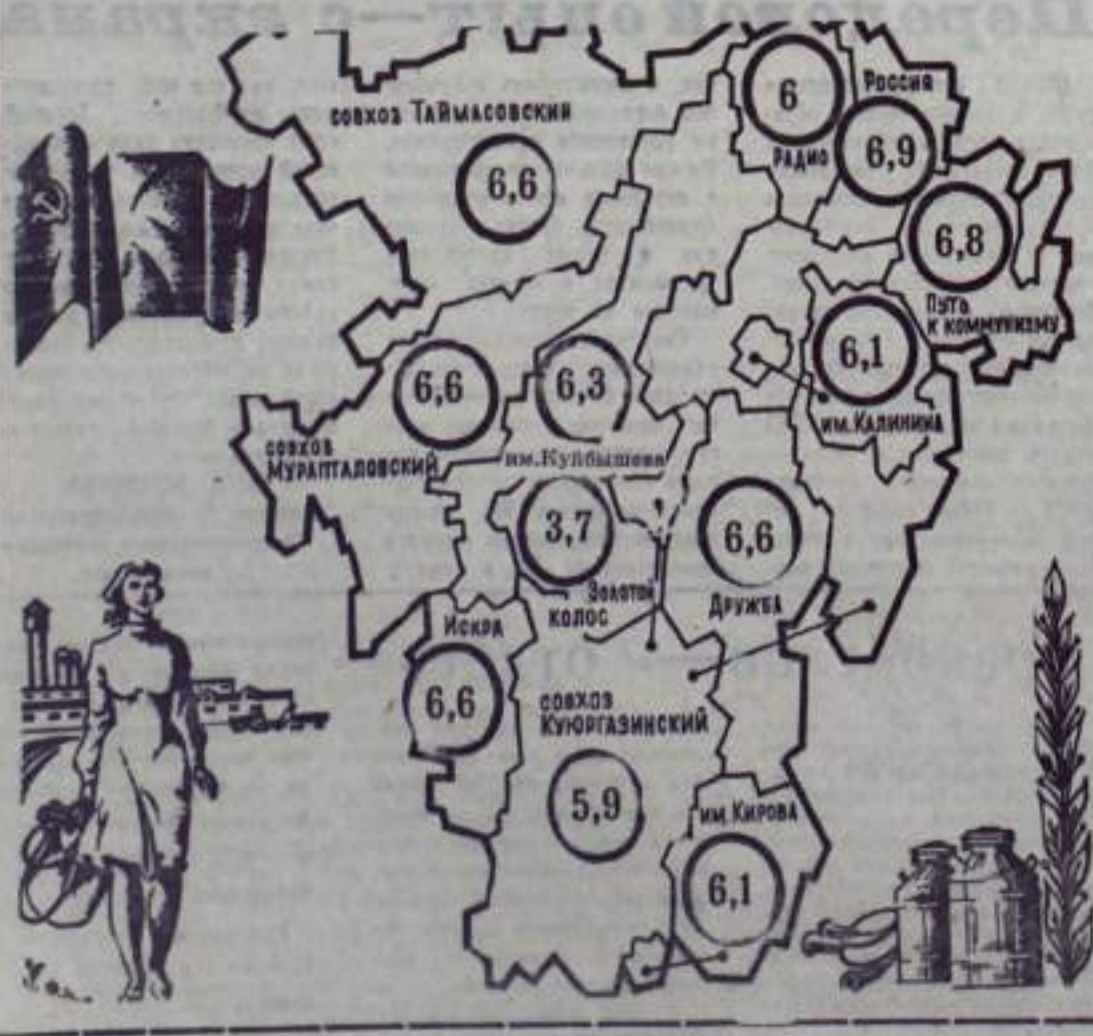 6
РОССИЯ
СОВХОЗ ТАЙМАСОВСКИЙ
РАДИО
6,9
6,6
6,8
ПУТЬ
К КОММУНИЗМУ
6,1
6,6
6,3
им. КАЛИНИНА
СОВХОЗ
МУРАПТАЛОВСКИЙ
им. Куйбышева
3,7
6,6
ЗОЛОТОЙ
КОЛОС
ДРУЖБА
ИСКРА
6,6
СОВХОЗ
КУЮРГАЗИНСКИЙ
5,9
им. КИРОВА
6,1